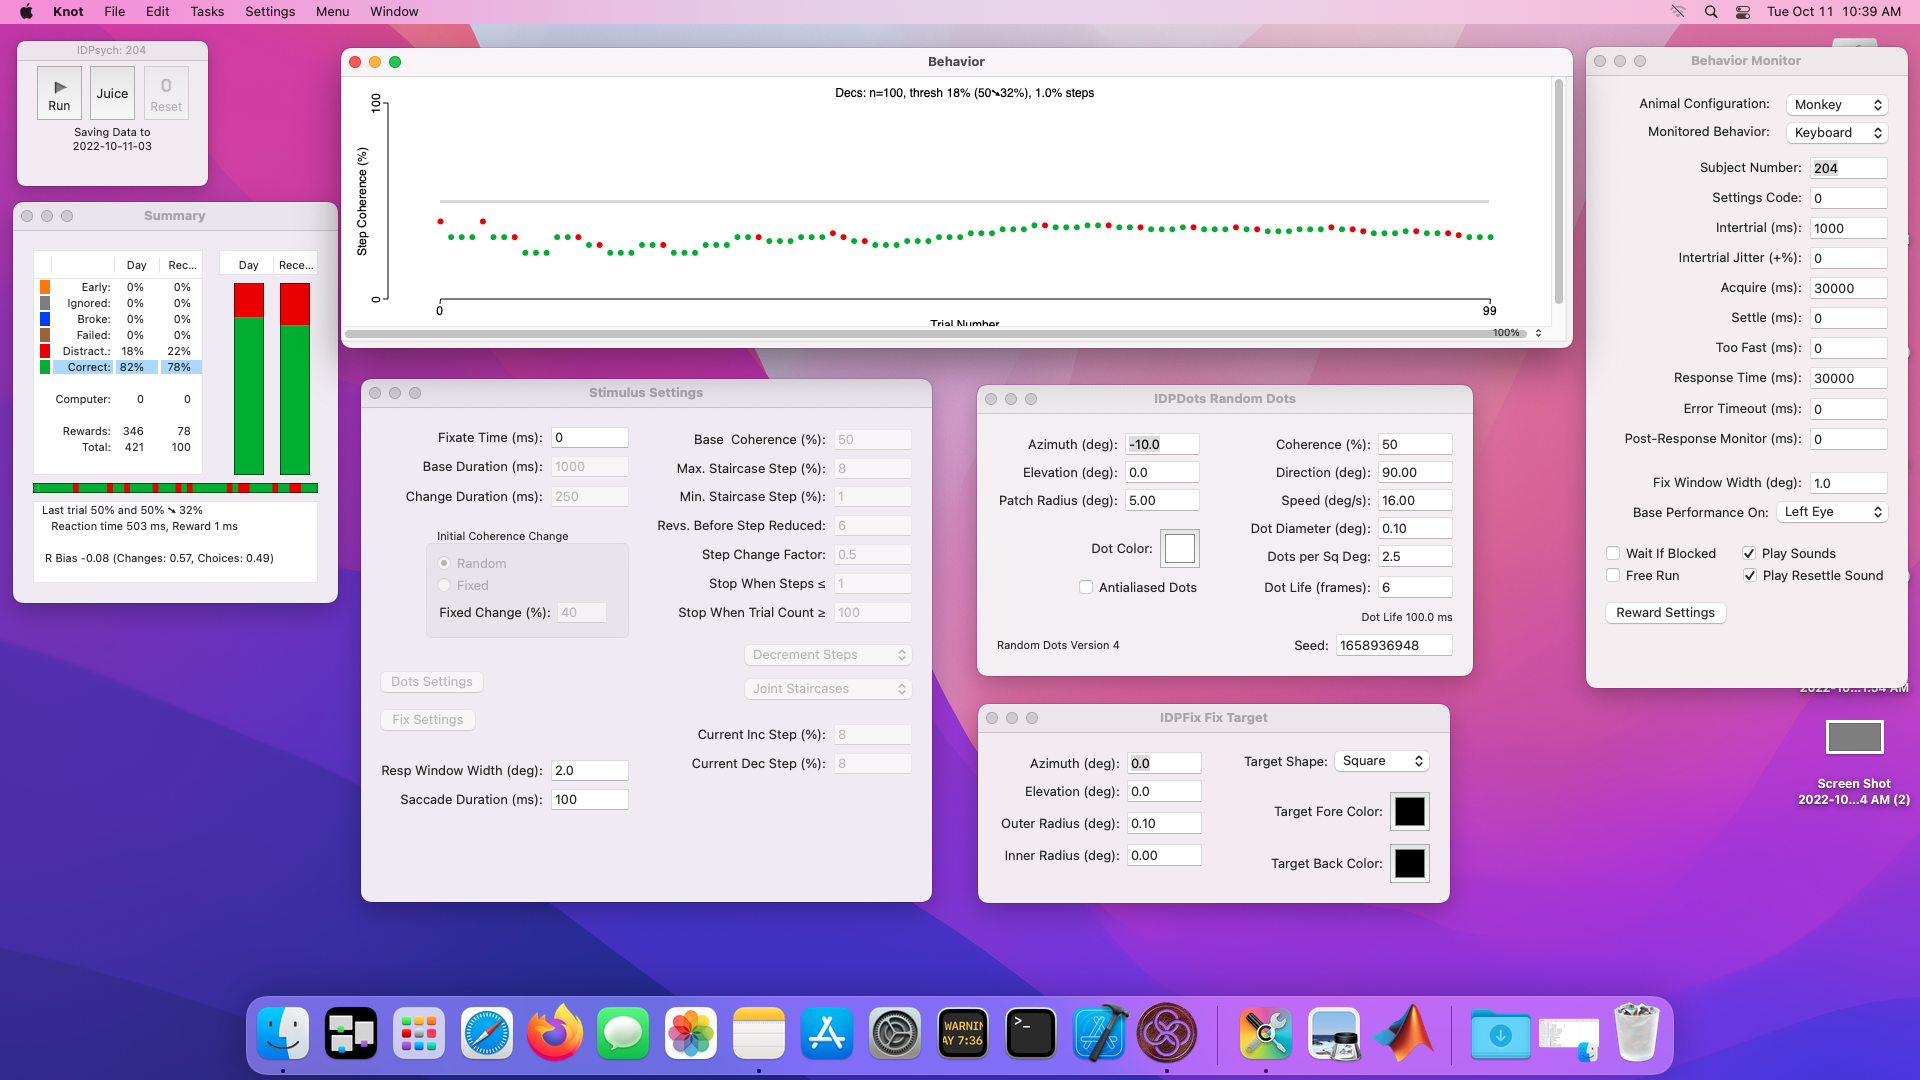 Knot File Edit Tasks Settings Menu Window Tue Oct 11 10:39 AM
IDPsych: 204
Run Juice 0 Reset
Saving Data to
2022-10-11-03
Summary
Day Rec... Day Rece...
Early: 0% 0%
Ignored: 0% 0%
Broke: 0% 0%
Failed: 0% 0%
Distract.: 18% 22%
Correct: 82% 78%
Computer: 0 0
Rewards: 346 78
Total: 421 100
Last trial 50% and 50% ➘ 32%
Reaction time 503 ms, Reward 1 ms
R Bias -0.08 (Changes: 0.57, Choices: 0.49)
Behavior
Decs: n=100, thresh 18% (50➘32%), 1.0% steps
100
Step Coherence (%)
0
0 99
Trial Number
100%
Stimulus Settings
Fixate Time (ms): 0
Base Duration (ms): 1000
Change Duration (ms): 250
Initial Coherence Change
Random
Fixed
Fixed Change (%): 40
Dots Settings
Fix Settings
Resp Window Width (deg): 2.0
Saccade Duration (ms): 100
Base Coherence (%): 50
Max. Staircase Step (%): 8
Min. Staircase Step (%): 1
Revs. Before Step Reduced: 6
Step Change Factor: 0.5
Stop When Steps ≤ 1
Stop When Trial Count ≥ 100
Decrement Steps
Joint Staircases
Current Inc Step (%): 8
Current Dec Step (%): 8
IDPDots Random Dots
Azimuth (deg): -10.0
Elevation (deg): 0.0
Patch Radius (deg): 5.00
Dot Color:
Antialiased Dots
Random Dots Version 4
Coherence (%): 50
Direction (deg): 90.00
Speed (deg/s): 16.00
Dot Diameter (deg): 0.10
Dots per Sq Deg: 2.5
Dot Life (frames): 6
Dot Life 100.0 ms
Seed: 1658936948
IDPFix Fix Target
Azimuth (deg): 0.0
Elevation (deg): 0.0
Outer Radius (deg): 0.10
Inner Radius (deg): 0.00
Target Shape: Square
Target Fore Color:
Target Back Color:
Behavior Monitor
Animal Configuration: Monkey
Monitored Behavior: Keyboard
Subject Number: 204
Settings Code: 0
Intertrial (ms): 1000
Intertrial Jitter (+%): 0
Acquire (ms): 30000
Settle (ms): 0
Too Fast (ms): 0
Response Time (ms): 30000
Error Timeout (ms): 0
Post-Response Monitor (ms): 0
Fix Window Width (deg): 1.0
Base Performance On: Left Eye
Wait If Blocked Play Sounds
Free Run Play Resettle Sound
Reward Settings
Screen Shot
2022-10...4 AM (2)
WARNIN
AY 7:36
>_